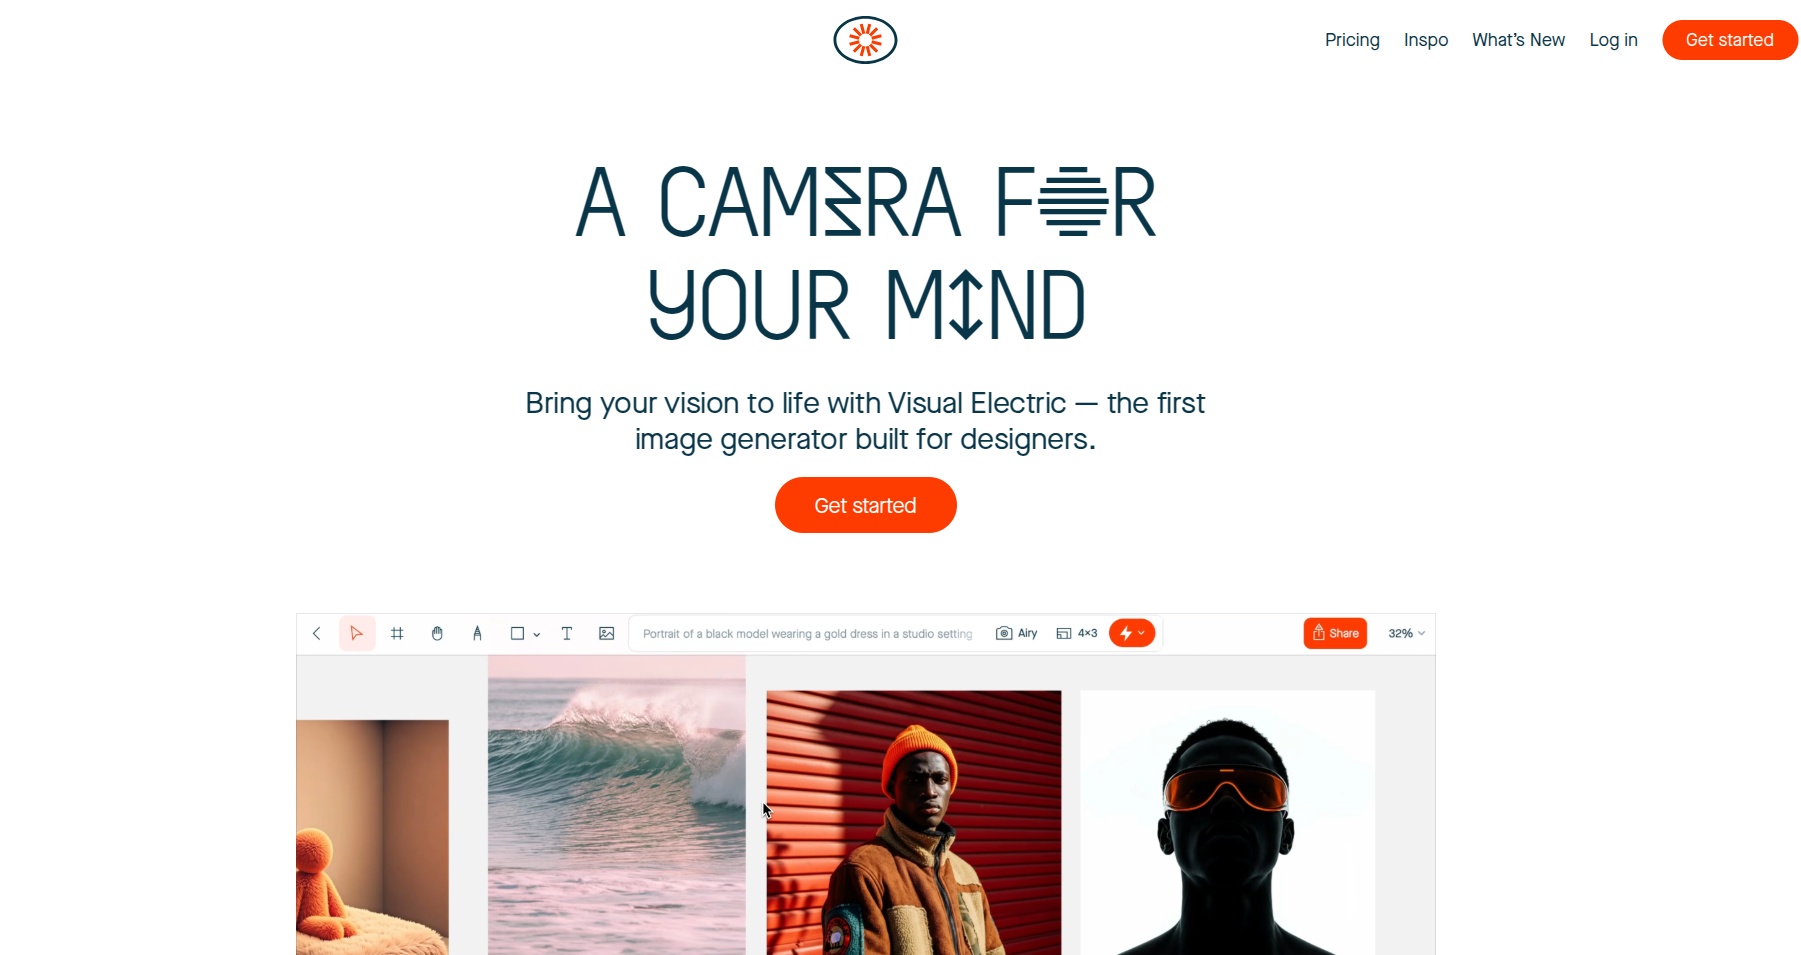 Pricing Inspo What's New Log in Get started
A CAMERA FOR
YOUR MIND
Bring your vision to life with Visual Electric — the first
image generator built for designers.
Get started
Portrait of a black model wearing a gold dress in a studio setting Airy 4×3 Share 32%